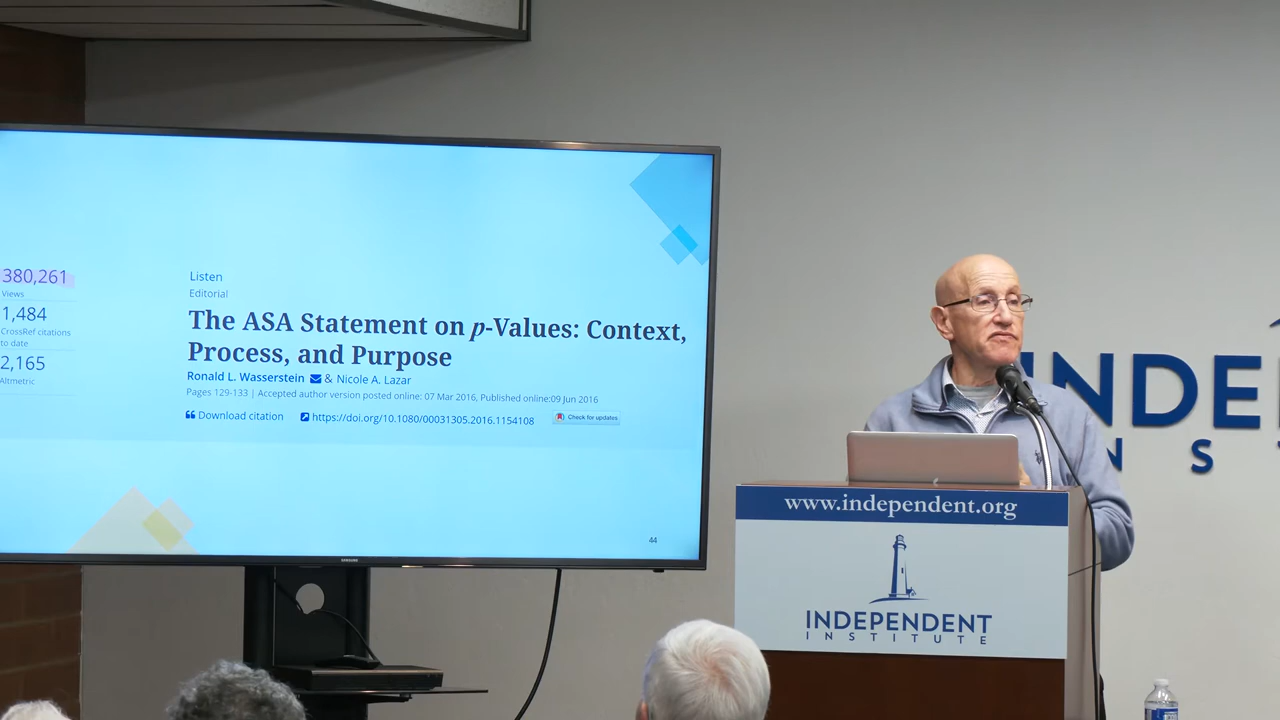 380,261
Views
1,484
CrossRef citations
to date
2,165
Altmetric
Listen
Editorial
The ASA Statement on p-Values: Context,
Process, and Purpose
Ronald L. Wasserstein & Nicole A. Lazar
Pages 129-133 | Accepted author version posted online: 07 Mar 2016, Published online:09 Jun 2016
Download citation
https://doi.org/10.1080/00031305.2016.1154108
Check for updates
44
SAMSUNG
www.independent.org
INDEPENDENT
INSTITUTE
INDE
N S